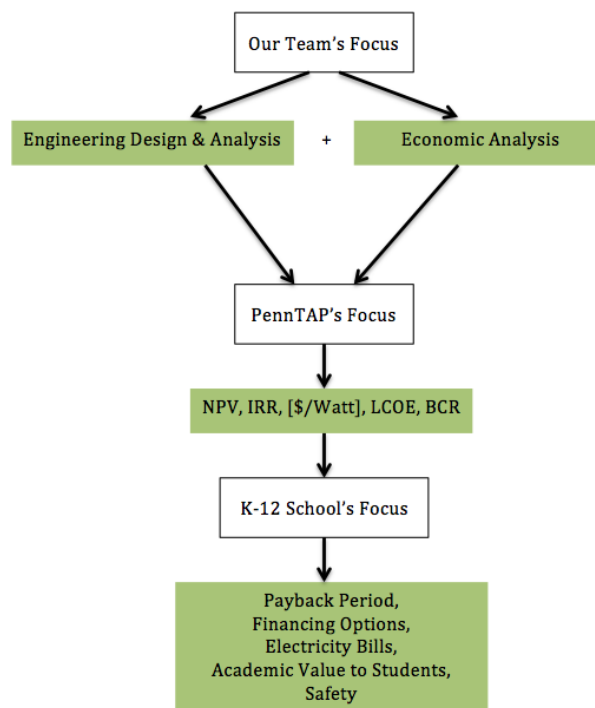 Our Team's Focus
Engineering Design & Analysis + Economic Analysis
PennTAP's Focus
NPV, IRR, [$/Watt], LCOE, BCR
K-12 School's Focus
Payback Period,
Financing Options,
Electricity Bills,
Academic Value to Students,
Safety